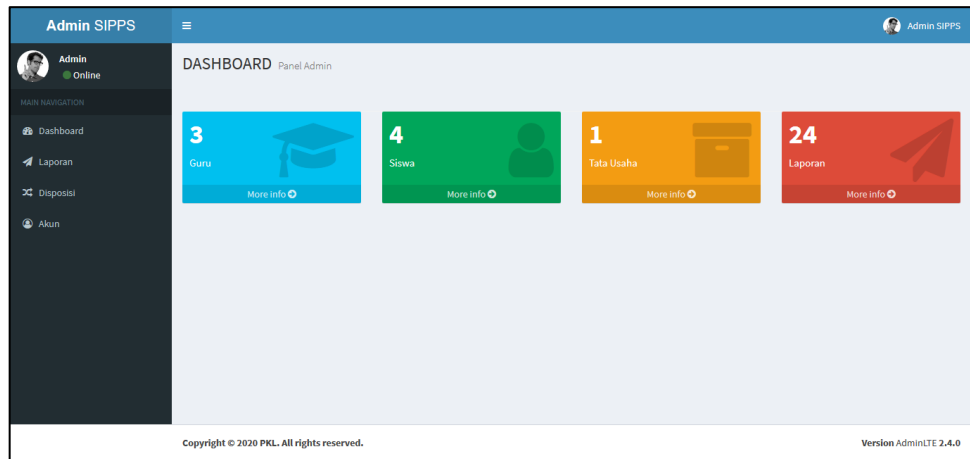 Admin SIPPS
Admin SIPPS
Admin
Online
MAIN NAVIGATION
Dashboard
Laporan
Disposisi
Akun
DASHBOARD Panel Admin
3
Guru
More info
4
Siswa
More info
1
Tata Usaha
More info
24
Laporan
More info
Copyright © 2020 PKL. All rights reserved.
Version AdminLTE 2.4.0